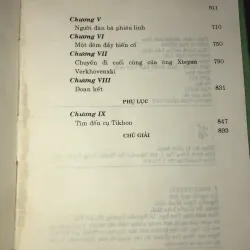 811
Chương V
Người đàn bà phiêu linh 710
Chương VI
Một đêm đầy biến cố 750
Chương VII
Chuyến đi cuối cùng của ông Xtepan
Verkhovenski 790
Chương VIII
Đoạn kết 831
PHỤ LỤC
Chương IX
Tìm đến cụ Tikhon 847
CHÚ GIẢI 893